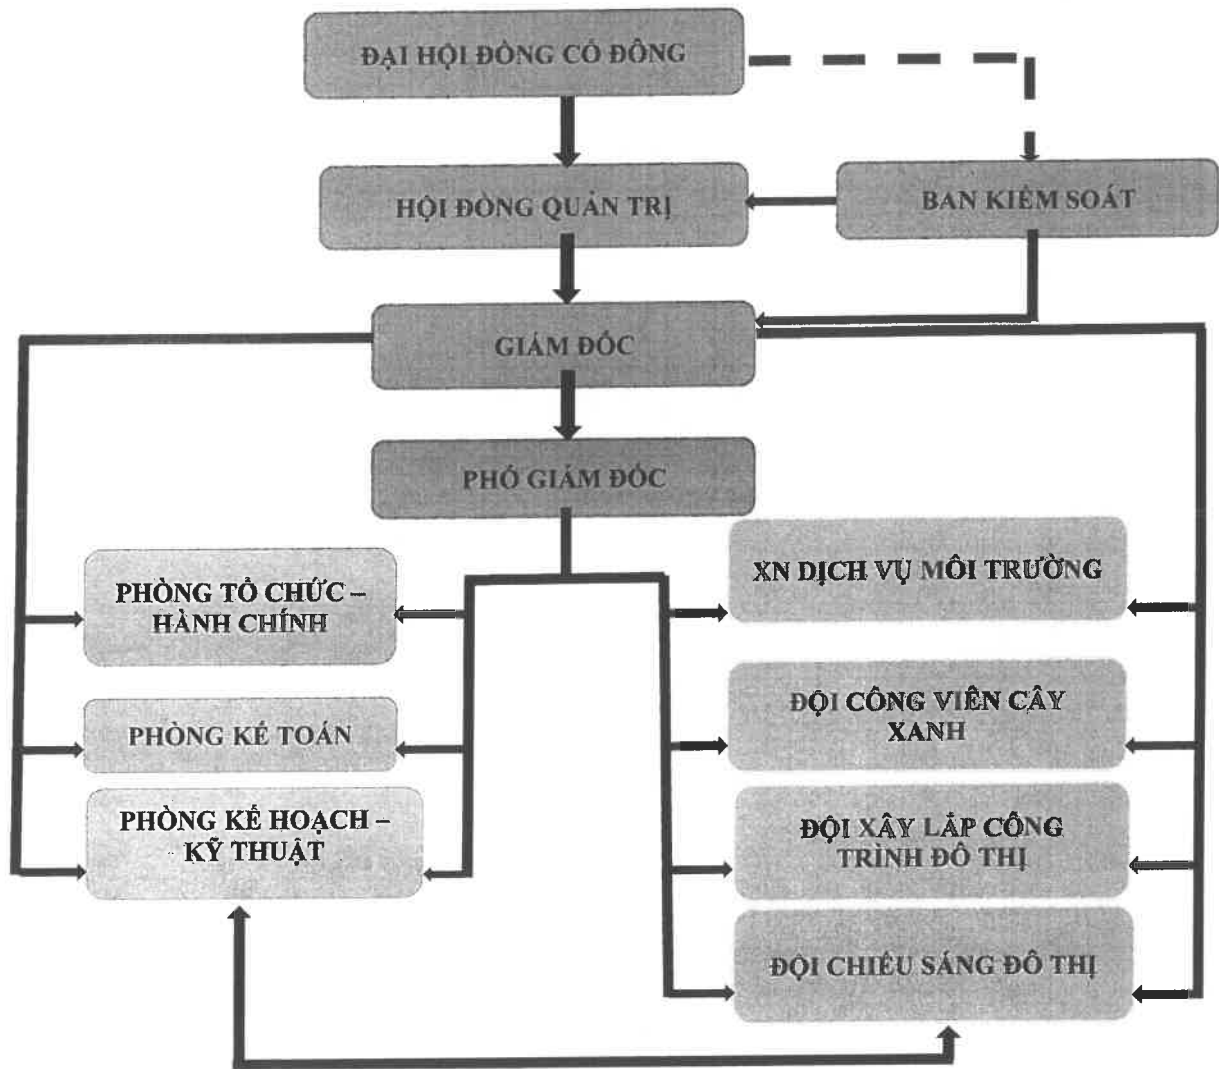 ĐẠI HỘI ĐỒNG CỔ ĐÔNG
HỘI ĐỒNG QUẢN TRỊ
BAN KIỂM SOÁT
GIÁM ĐỐC
PHÓ GIÁM ĐỐC
PHÒNG TỔ CHỨC –
HÀNH CHÍNH
PHÒNG KẾ TOÁN
PHÒNG KẾ HOẠCH –
KỸ THUẬT
XN DỊCH VỤ MÔI TRƯỜNG
ĐỘI CÔNG VIÊN CÂY
XANH
ĐỘI XÂY LẮP CÔNG
TRÌNH ĐÔ THỊ
ĐỘI CHIẾU SÁNG ĐÔ THỊ